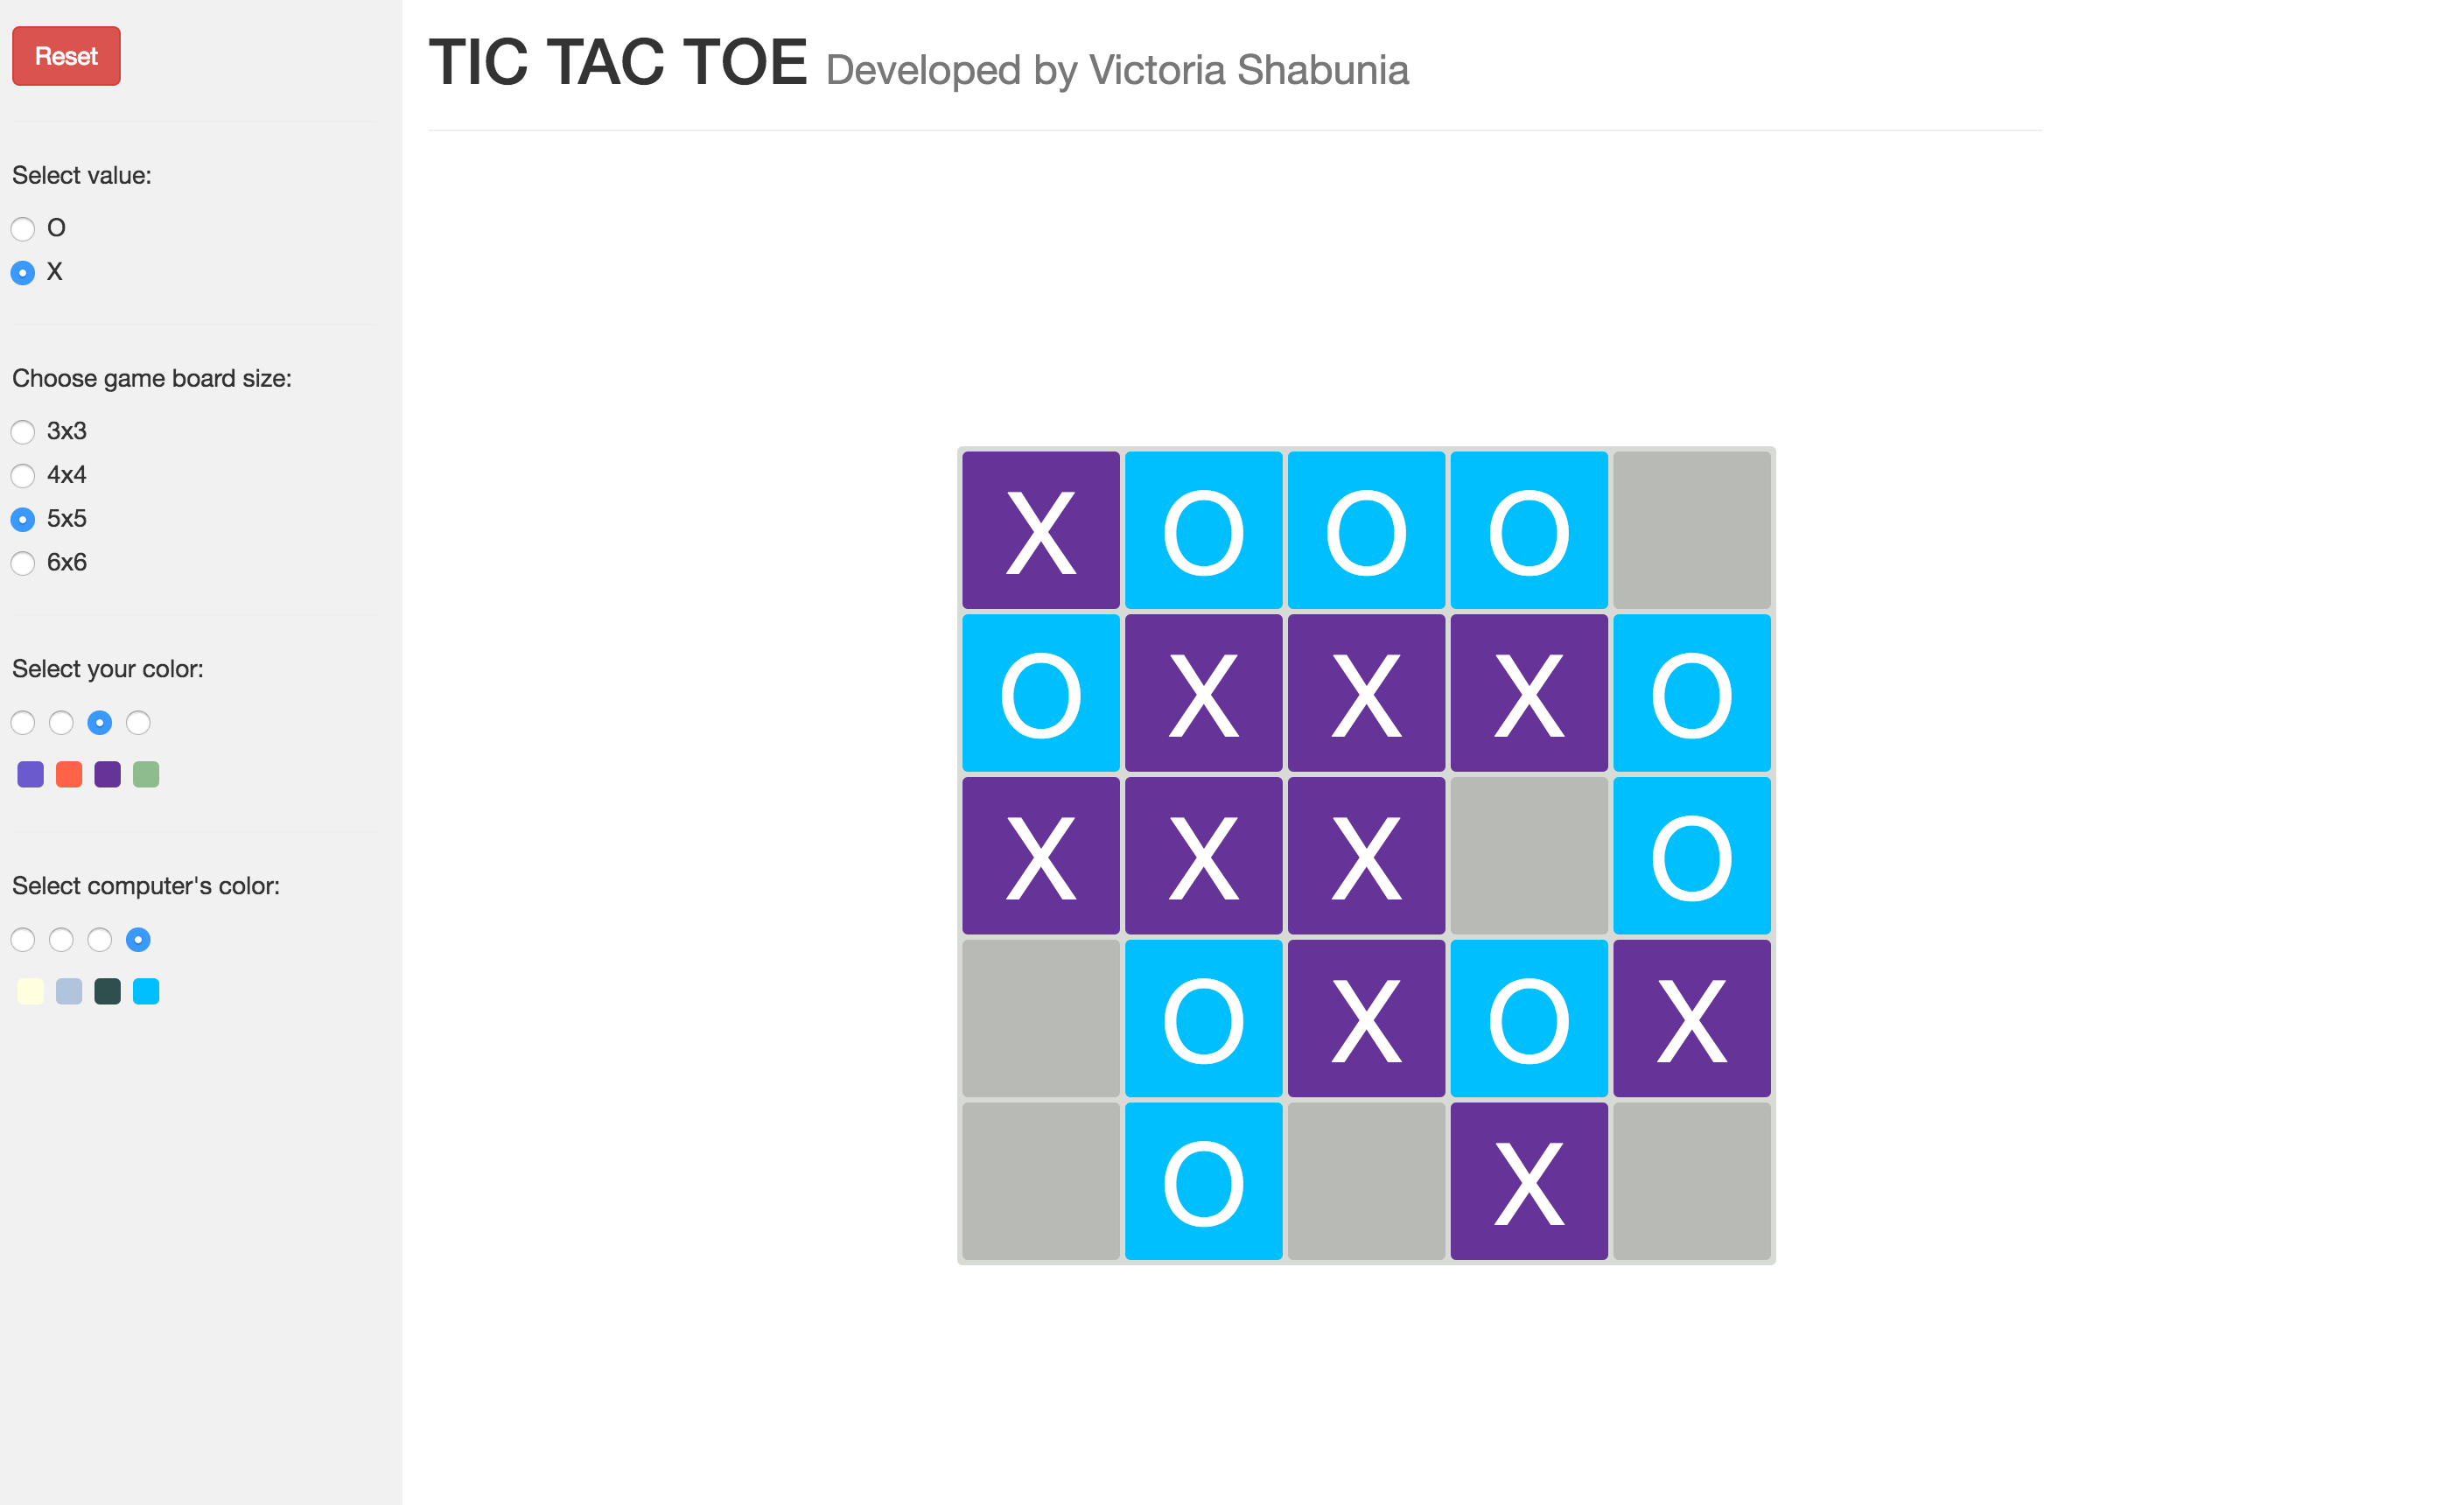 Reset
TIC TAC TOE Developed by Victoria Shabunia
Select value:
O
X
Choose game board size:
3x3
4x4
5x5
6x6
Select your color:
Select computer's color:
X O O O
O X X X O
X X X O
O X O X
O X